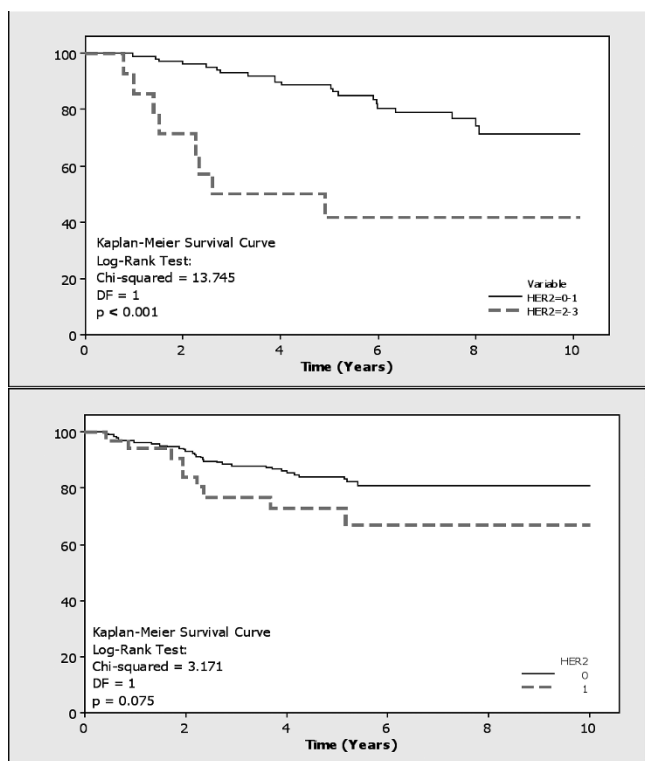 100
80
60
40
20
0
Kaplan-Meier Survival Curve
Log-Rank Test:
Chi-squared = 13.745
DF = 1
p < 0.001
Variable
HER2=0-1
HER2=2-3
0 2 4 6 8 10
Time (Years)
100
80
60
40
20
0
Kaplan-Meier Survival Curve
Log-Rank Test:
Chi-squared = 3.171
DF = 1
p = 0.075
HER2
0
1
0 2 4 6 8 10
Time (Years)